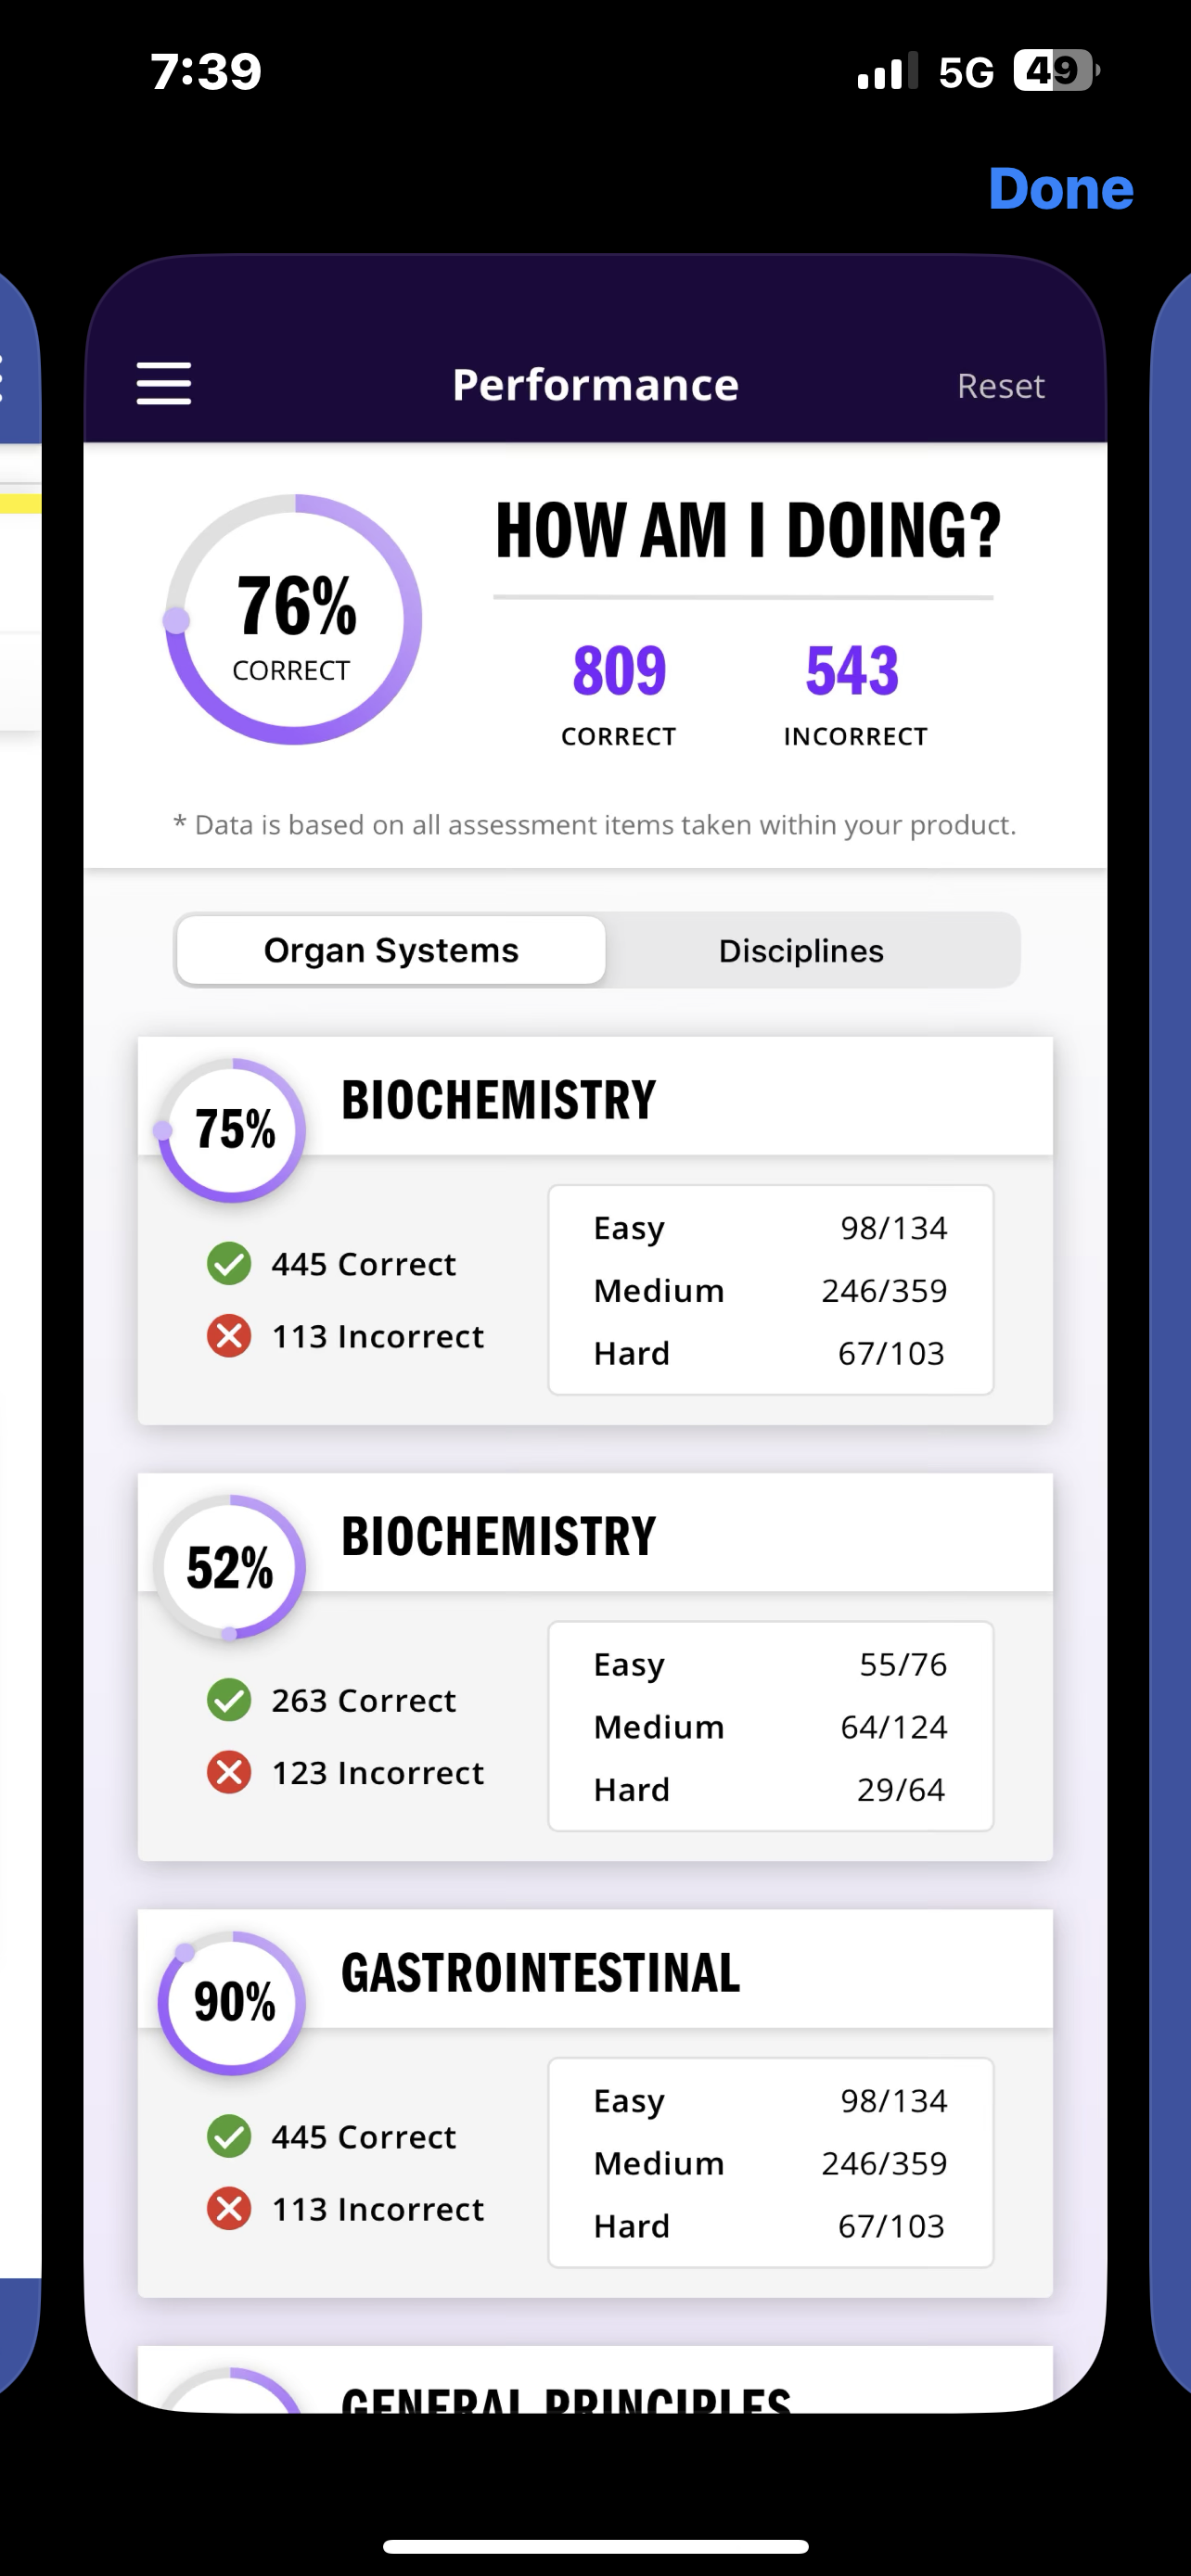 7:39
5G 49
Done
Performance
Reset
76%
CORRECT
HOW AM I DOING?
809
CORRECT
543
INCORRECT
* Data is based on all assessment items taken within your product.
Organ Systems
Disciplines
75%
BIOCHEMISTRY
445 Correct
113 Incorrect
Easy 98/134
Medium 246/359
Hard 67/103
52%
BIOCHEMISTRY
263 Correct
123 Incorrect
Easy 55/76
Medium 64/124
Hard 29/64
90%
GASTROINTESTINAL
445 Correct
113 Incorrect
Easy 98/134
Medium 246/359
Hard 67/103
GENERAL PRINCIPLES